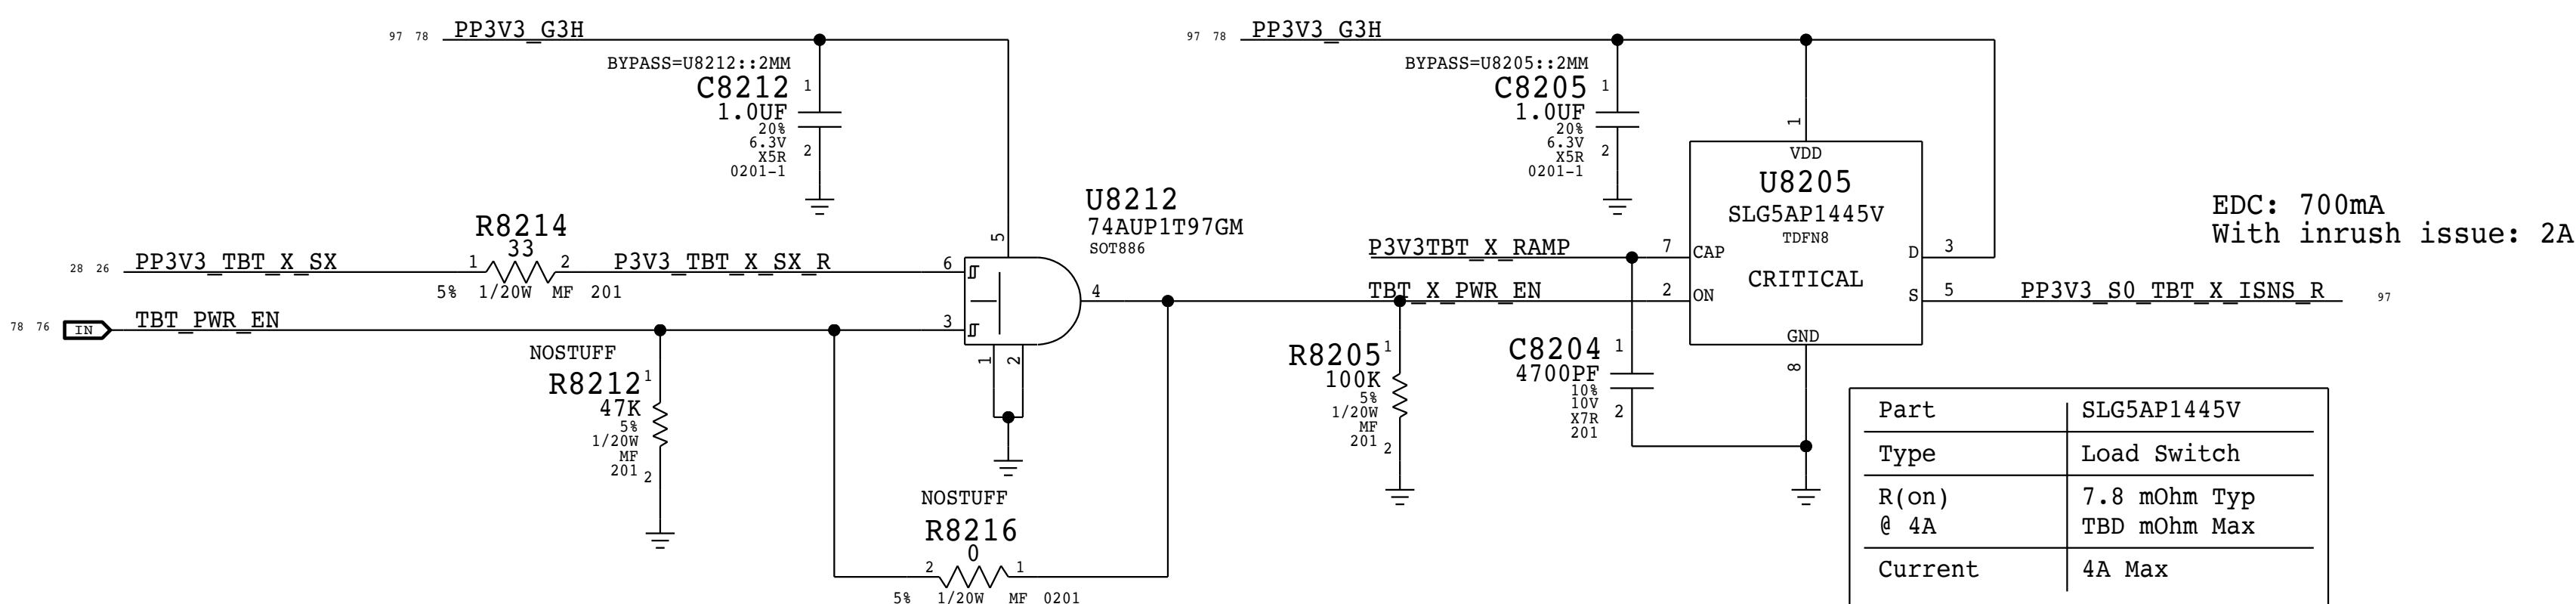 97 78 PP3V3_G3H
BYPASS=U8212::2MM
C8212
1
1.0UF
20%
6.3V
X5R
2
0201-1
97 78 PP3V3_G3H
BYPASS=U8205::2MM
C8205
1
1.0UF
20%
6.3V
X5R
2
0201-1
28 26 PP3V3_TBT_X_SX
R8214
33
1 2
5% 1/20W MF 201
P3V3_TBT_X_SX_R
6
78 76 IN TBT_PWR_EN
3
5
U8212
74AUP1T97GM
SOT886
4
1 2
NOSTUFF
R8212
1
47K
5%
1/20W
MF
201
2
NOSTUFF
R8216
0
2 1
5% 1/20W MF 0201
P3V3TBT_X_RAMP
7
TBT_X_PWR_EN
2
R8205
1
100K
5%
1/20W
MF
201
2
C8204
1
4700PF
10%
10V
X7R
201
2
1
VDD
U8205
SLG5AP1445V
TDFN8
CAP D
CRITICAL
ON S
GND
8
3
5
PP3V3_S0_TBT_X_ISNS_R 97
EDC: 700mA
With inrush issue: 2A
Part SLG5AP1445V
Type Load Switch
R(on) 7.8 mOhm Typ
@ 4A TBD mOhm Max
Current 4A Max